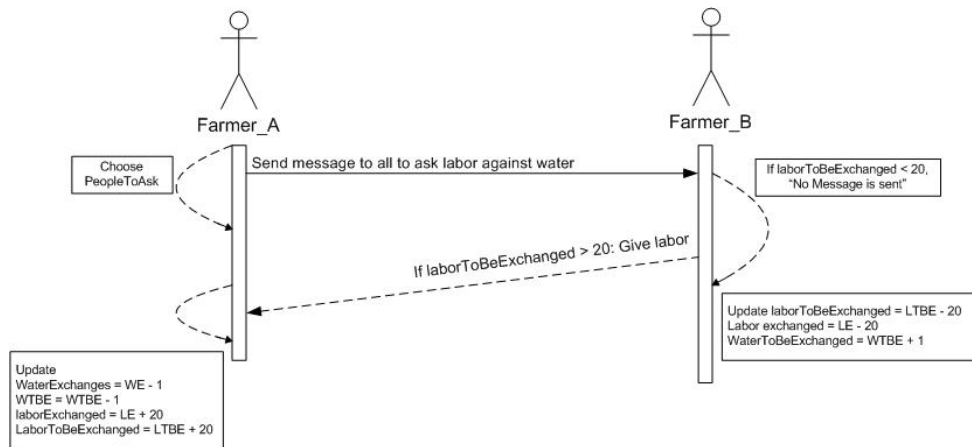 Farmer_A
Farmer_B
Choose
PeopleToAsk
Send message to all to ask labor against water
If laborToBeExchanged < 20,
“No Message is sent”
If laborToBeExchanged > 20: Give labor
Update laborToBeExchanged = LTBE - 20
Labor exchanged = LE - 20
WaterToBeExchanged = WTBE + 1
Update
WaterExchanges = WE - 1
WTBE = WTBE - 1
laborExchanged = LE + 20
LaborToBeExchanged = LTBE + 20